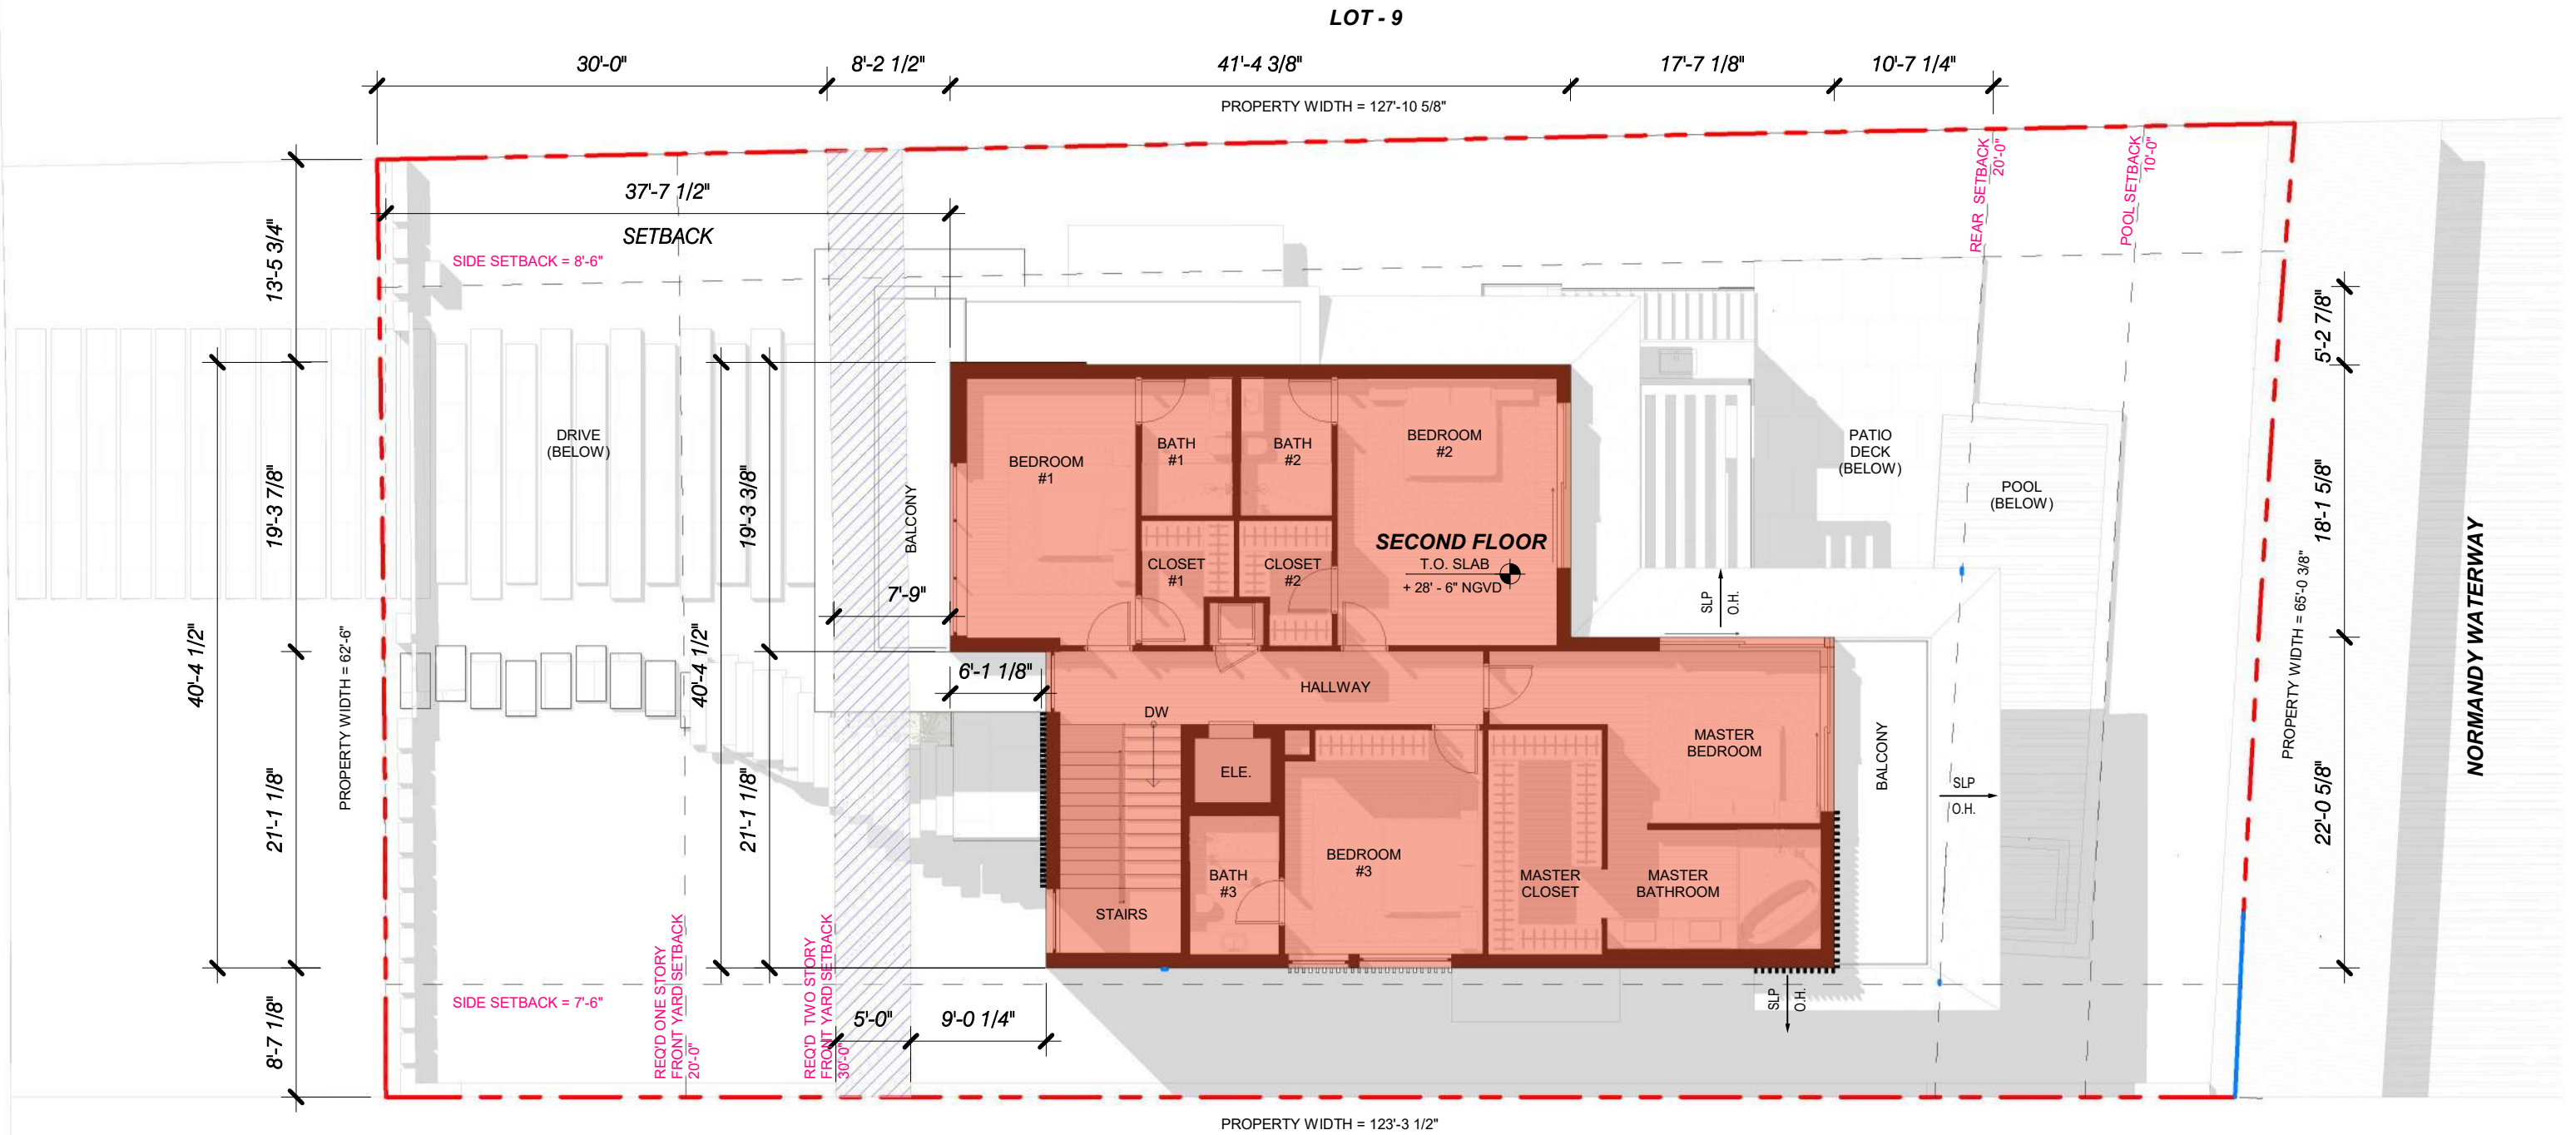 LOT - 9
30'-0"
8'-2 1/2"
41'-4 3/8"
17'-7 1/8"
10'-7 1/4"
PROPERTY WIDTH = 127'-10 5/8"
37'-7 1/2"
SETBACK
SIDE SETBACK = 8'-6"
REAR SETBACK
20'-0"
POOL SETBACK
10'-0"
13'-5 3/4"
19'-3 7/8"
40'-4 1/2"
21'-1 1/8"
8'-7 1/8"
PROPERTY WIDTH = 62'-6"
DRIVE
(BELOW)
19'-3 3/8"
40'-4 1/2"
21'-1 1/8"
BALCONY
7'-9"
6'-1 1/8"
BEDROOM
#1
BATH
#1
BATH
#2
BEDROOM
#2
CLOSET
#1
CLOSET
#2
SECOND FLOOR
T.O. SLAB
+ 28' - 6" NGVD
HALLWAY
DW
ELE.
STAIRS
BATH
#3
BEDROOM
#3
MASTER
CLOSET
MASTER
BATHROOM
MASTER
BEDROOM
BALCONY
SLP
O.H.
SLP
O.H.
SLP
O.H.
PATIO
DECK
(BELOW)
POOL
(BELOW)
5'-2 7/8"
18'-1 5/8"
22'-0 5/8"
PROPERTY WIDTH = 65'-0 3/8"
NORMANDY WATERWAY
SIDE SETBACK = 7'-6"
REQ'D ONE STORY
FRONT YARD SETBACK
20'-0"
REQ'D TWO STORY
FRONT YARD SETBACK
30'-0"
5'-0"
9'-0 1/4"
PROPERTY WIDTH = 123'-3 1/2"